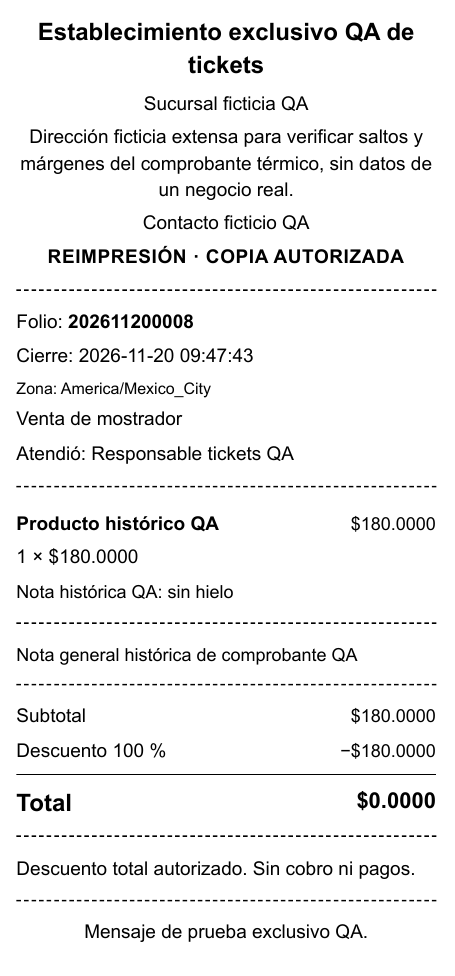 Establecimiento exclusivo QA de
tickets
Sucursal ficticia QA
Dirección ficticia extensa para verificar saltos y
márgenes del comprobante térmico, sin datos de
un negocio real.
Contacto ficticio QA
REIMPRESIÓN · COPIA AUTORIZADA
Folio: 202611200008
Cierre: 2026-11-20 09:47:43
Zona: America/Mexico_City
Venta de mostrador
Atendió: Responsable tickets QA
Producto histórico QA $180.0000
1 × $180.0000
Nota histórica QA: sin hielo
Nota general histórica de comprobante QA
Subtotal $180.0000
Descuento 100 % −$180.0000
Total $0.0000
Descuento total autorizado. Sin cobro ni pagos.
Mensaje de prueba exclusivo QA.